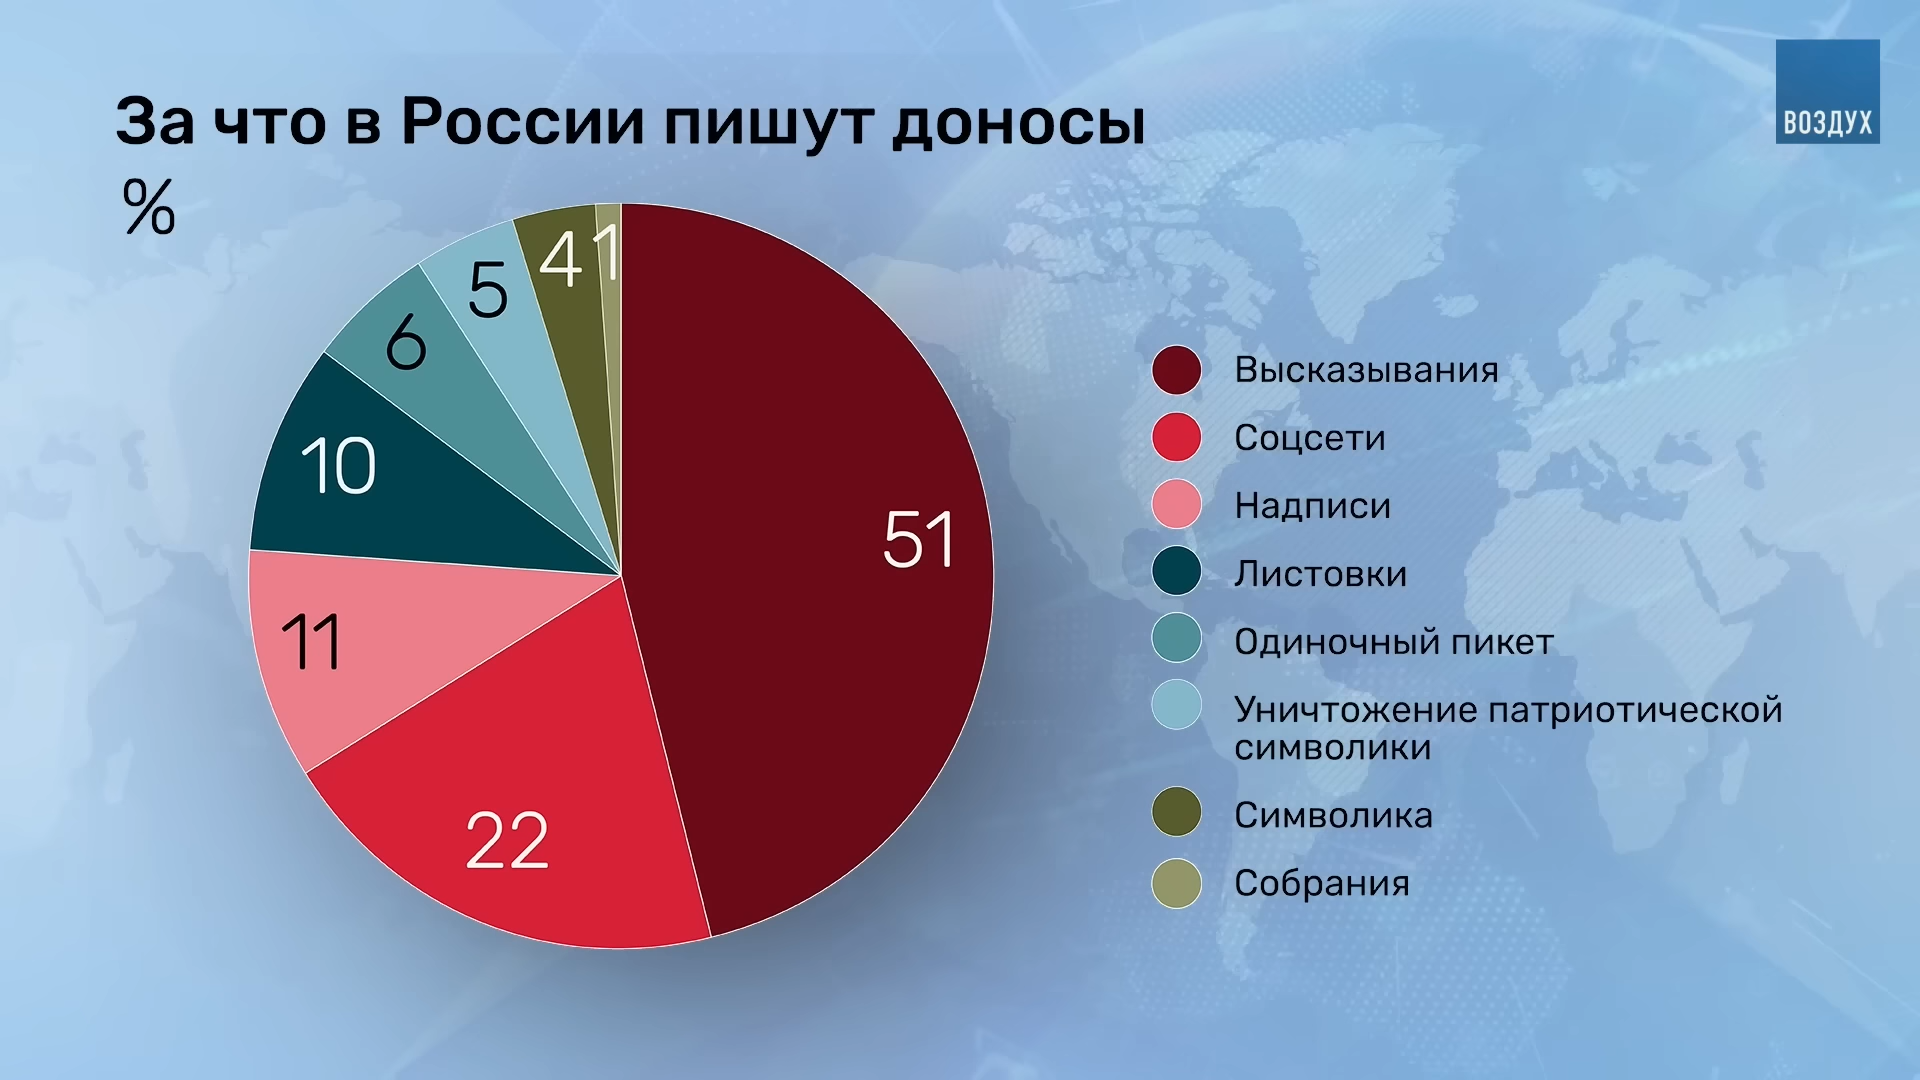 За что в России пишут доносы
ВОЗДУХ
%
51
22
11
10
6
5
4
1
Высказывания
Соцсети
Надписи
Листовки
Одиночный пикет
Уничтожение патриотической
символики
Символика
Собрания